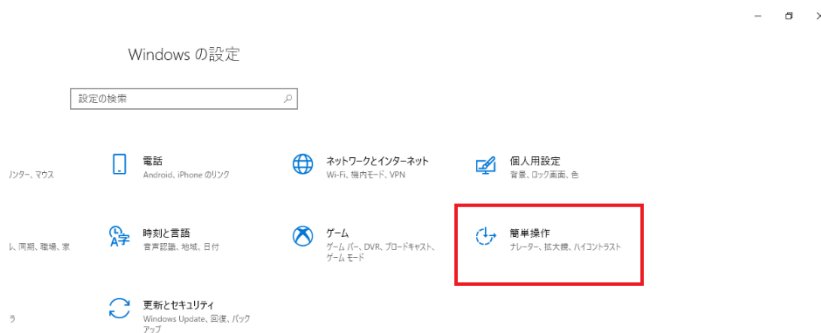 Windows の設定
設定の検索
ンター、マウス
電話
Android、iPhone のリンク
ネットワークとインターネット
Wi-Fi、機内モード、VPN
個人用設定
背景、ロック画面、色
ル、同期、職場、家
時刻と言語
音声認識、地域、日付
ゲーム
ゲーム バー、DVR、ブロードキャスト、
ゲーム モード
簡単操作
ナレーター、拡大鏡、ハイコントラスト
ラ
更新とセキュリティ
Windows Update、回復、バック
アップ